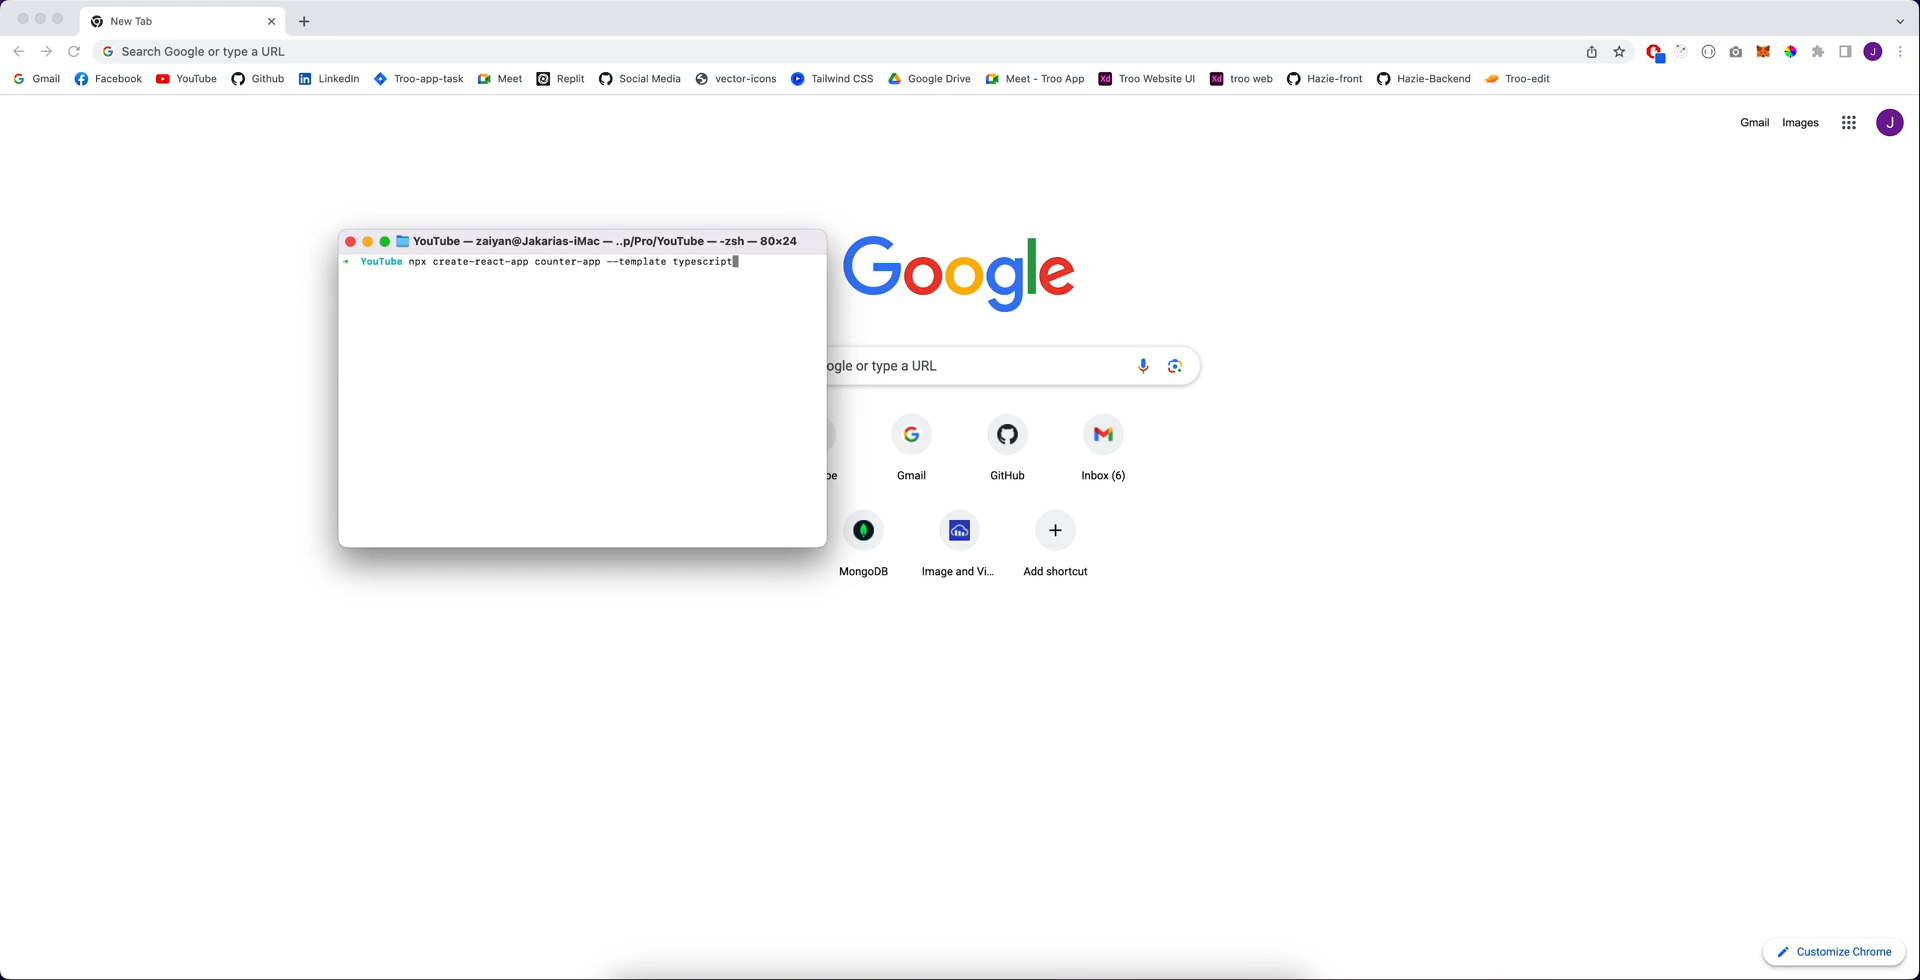 New Tab
Search Google or type a URL
Gmail Facebook YouTube Github LinkedIn Troo-app-task Meet Replit Social Media vector-icons Tailwind CSS Google Drive Meet - Troo App Troo Website UI troo web Hazie-front Hazie-Backend Troo-edit
Gmail Images J
YouTube — zaiyan@Jakarias-iMac — ..p/Pro/YouTube — -zsh — 80×24
YouTube npx create-react-app counter-app --template typescript
Google
ogle or type a URL
be Gmail GitHub Inbox (6)
MongoDB Image and Vi... Add shortcut
Customize Chrome